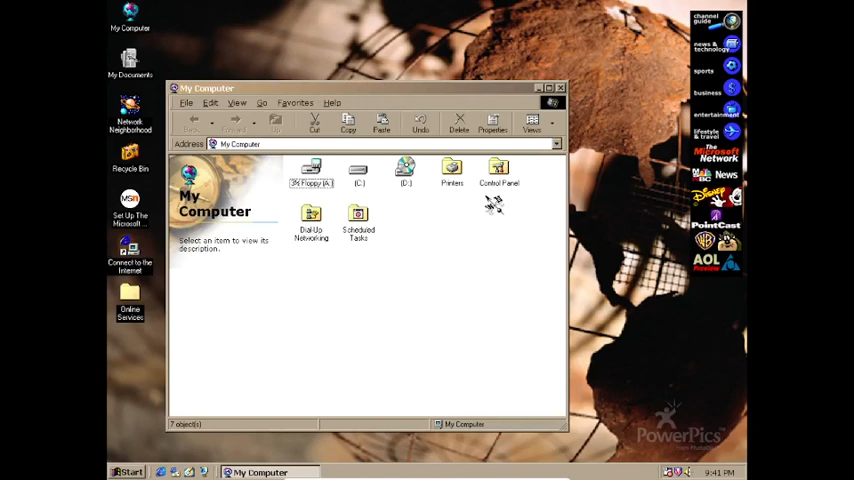 My Computer
My Documents
Network
Neighborhood
Recycle Bin
Set Up The
Microsoft ...
Connect to the
Internet
Online
Services
My Computer
File Edit View Go Favorites Help
Back Forward Up Cut Copy Paste Undo Delete Properties Views
Address My Computer
My
Computer
Select an item to view its
description.
3½ Floppy (A:)
(C:)
(D:)
Printers
Control Panel
Dial-Up
Networking
Scheduled
Tasks
7 object(s)
My Computer
channel
guide
news &
technology
sports
business
entertainment
lifestyle
& travel
The
Microsoft
Network
MSNBC News
Disney
PointCast
WB
AOL
Preview
PowerPics
Start
My Computer
9:41 PM